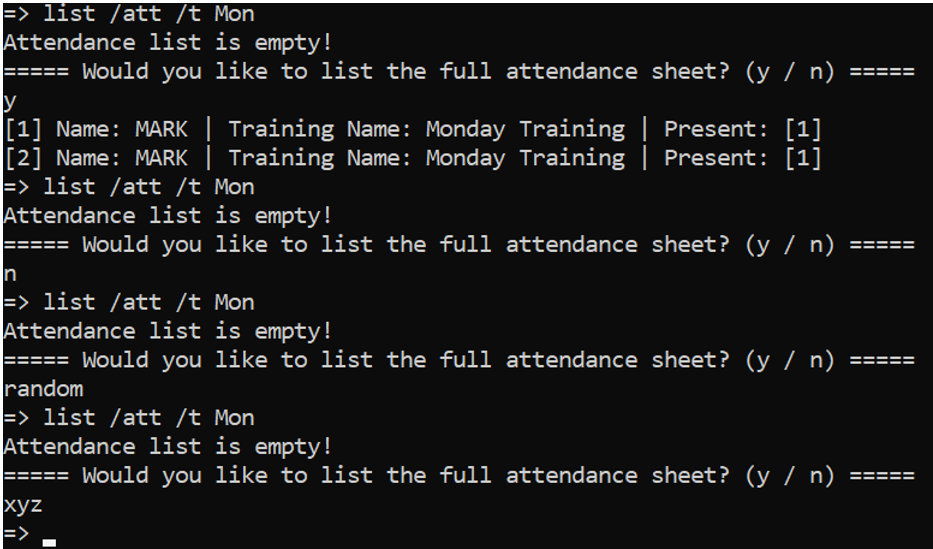 => list /att /t Mon
Attendance list is empty!
===== Would you like to list the full attendance sheet? (y / n) =====
y
[1] Name: MARK | Training Name: Monday Training | Present: [1]
[2] Name: MARK | Training Name: Monday Training | Present: [1]
=> list /att /t Mon
Attendance list is empty!
===== Would you like to list the full attendance sheet? (y / n) =====
n
=> list /att /t Mon
Attendance list is empty!
===== Would you like to list the full attendance sheet? (y / n) =====
random
=> list /att /t Mon
Attendance list is empty!
===== Would you like to list the full attendance sheet? (y / n) =====
xyz
=>